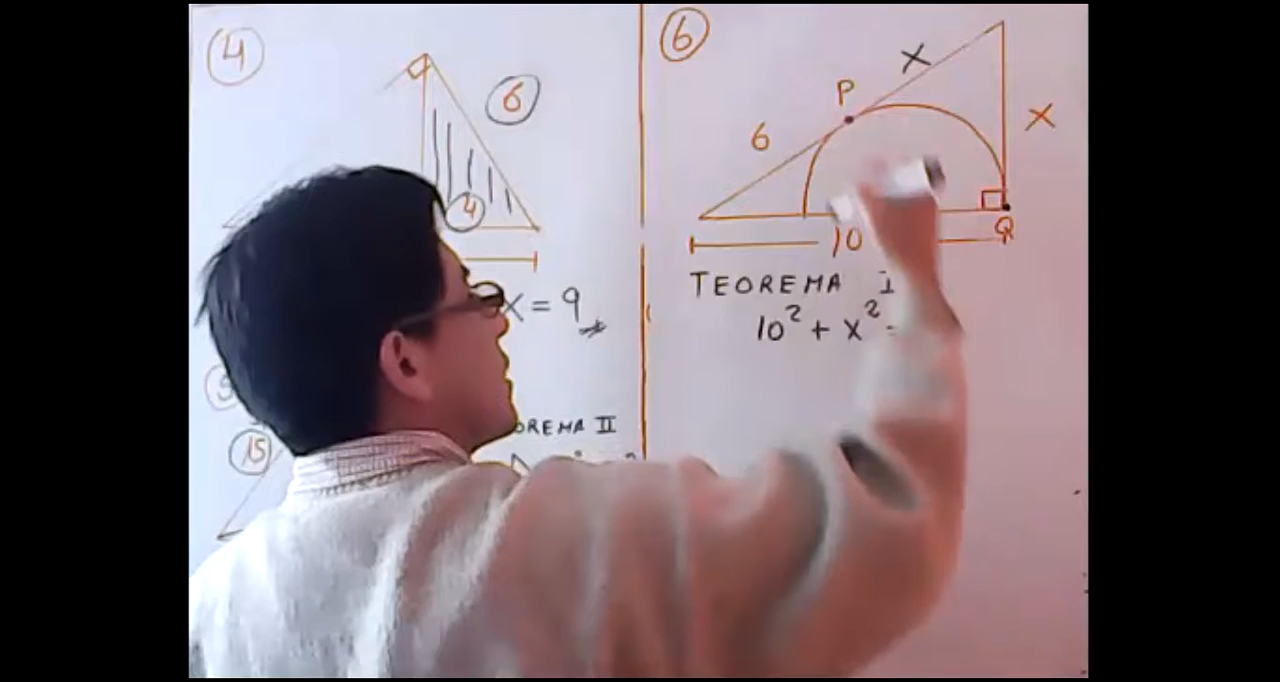 4
6
4
x = 9
15
OREMA II
6
P
X
X
6
10
Q
TEOREMA I
10² + x²